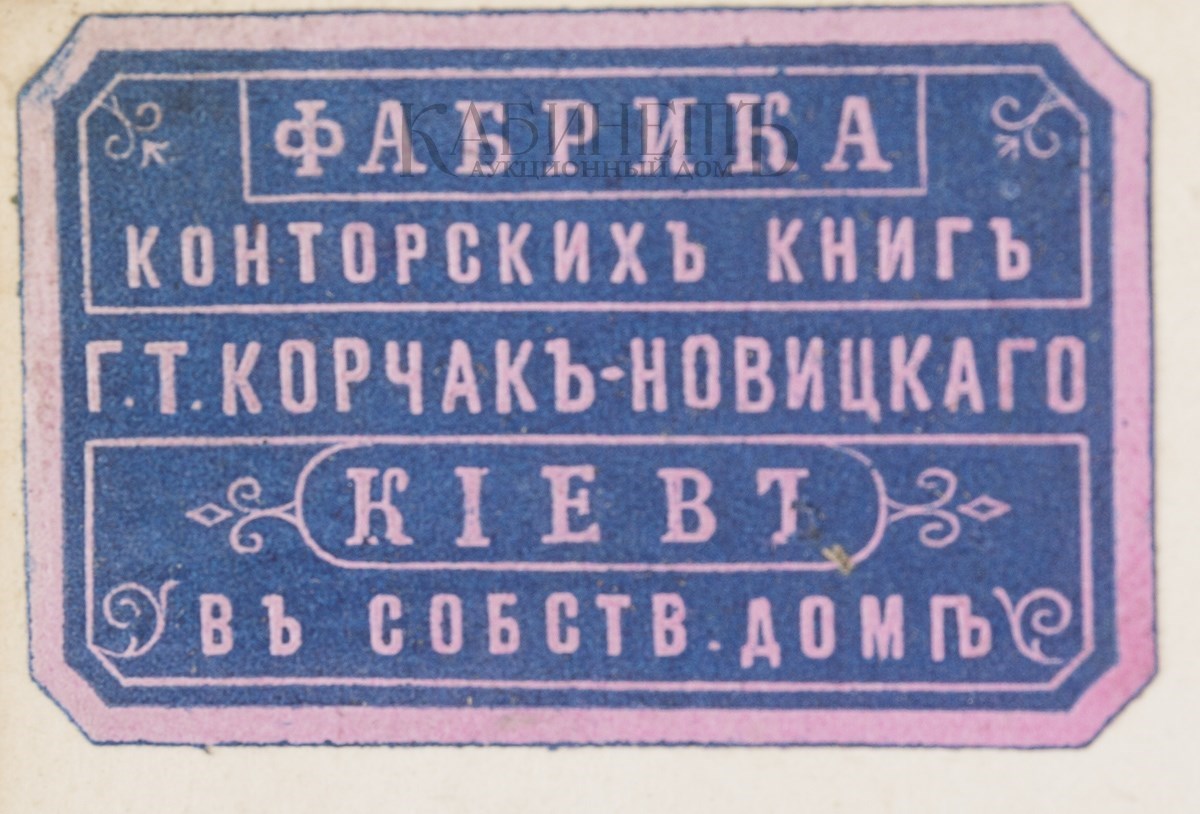 ФАБРИКА
КАБИНЕТЪ
АУКЦИОННЫЙ ДОМ
КОНТОРСКИХЪ КНИГЪ
Г.Т.КОРЧАКЪ-НОВИЦКАГО
КІЕВЪ
ВЪ СОБСТВ.ДОМѢ